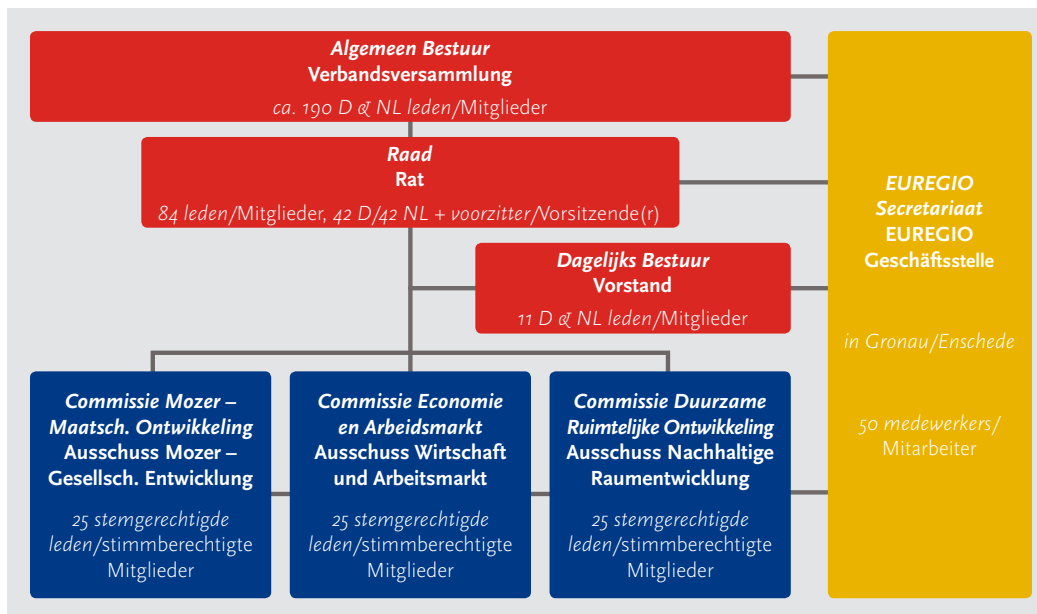 Algemeen Bestuur
Verbandsversammlung
ca. 190 D & NL leden/Mitglieder
Raad
Rat
84 leden/Mitglieder, 42 D/42 NL + voorzitter/Vorsitzende(r)
Dagelijks Bestuur
Vorstand
11 D & NL leden/Mitglieder
Commissie Mozer –
Maatsch. Ontwikkeling
Ausschuss Mozer –
Gesellsch. Entwicklung
25 stemgerechtigde
leden/stimmberechtigte
Mitglieder
Commissie Economie
en Arbeidsmarkt
Ausschuss Wirtschaft
und Arbeitsmarkt
25 stemgerechtigde
leden/stimmberechtigte
Mitglieder
Commissie Duurzame
Ruimtelijke Ontwikkeling
Ausschuss Nachhaltige
Raumentwicklung
25 stemgerechtigde
leden/stimmberechtigte
Mitglieder
EUREGIO
Secretariaat
EUREGIO
Geschäftsstelle
in Gronau/Enschede
50 medewerkers/
Mitarbeiter